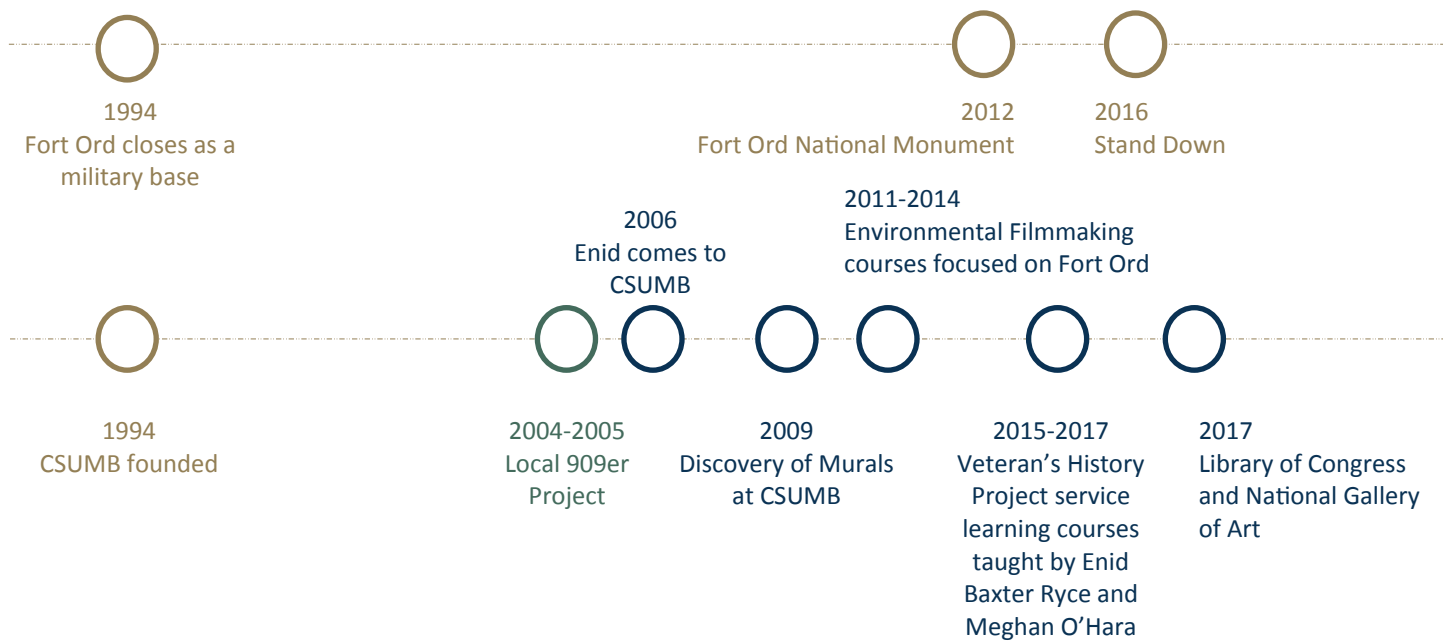 1994
Fort Ord closes as a
military base
2012
Fort Ord National Monument
2016
Stand Down
2006
Enid comes to
CSUMB
2011-2014
Environmental Filmmaking
courses focused on Fort Ord
1994
CSUMB founded
2004-2005
Local 909er
Project
2009
Discovery of Murals
at CSUMB
2015-2017
Veteran’s History
Project service
learning courses
taught by Enid
Baxter Ryce and
Meghan O’Hara
2017
Library of Congress
and National Gallery
of Art